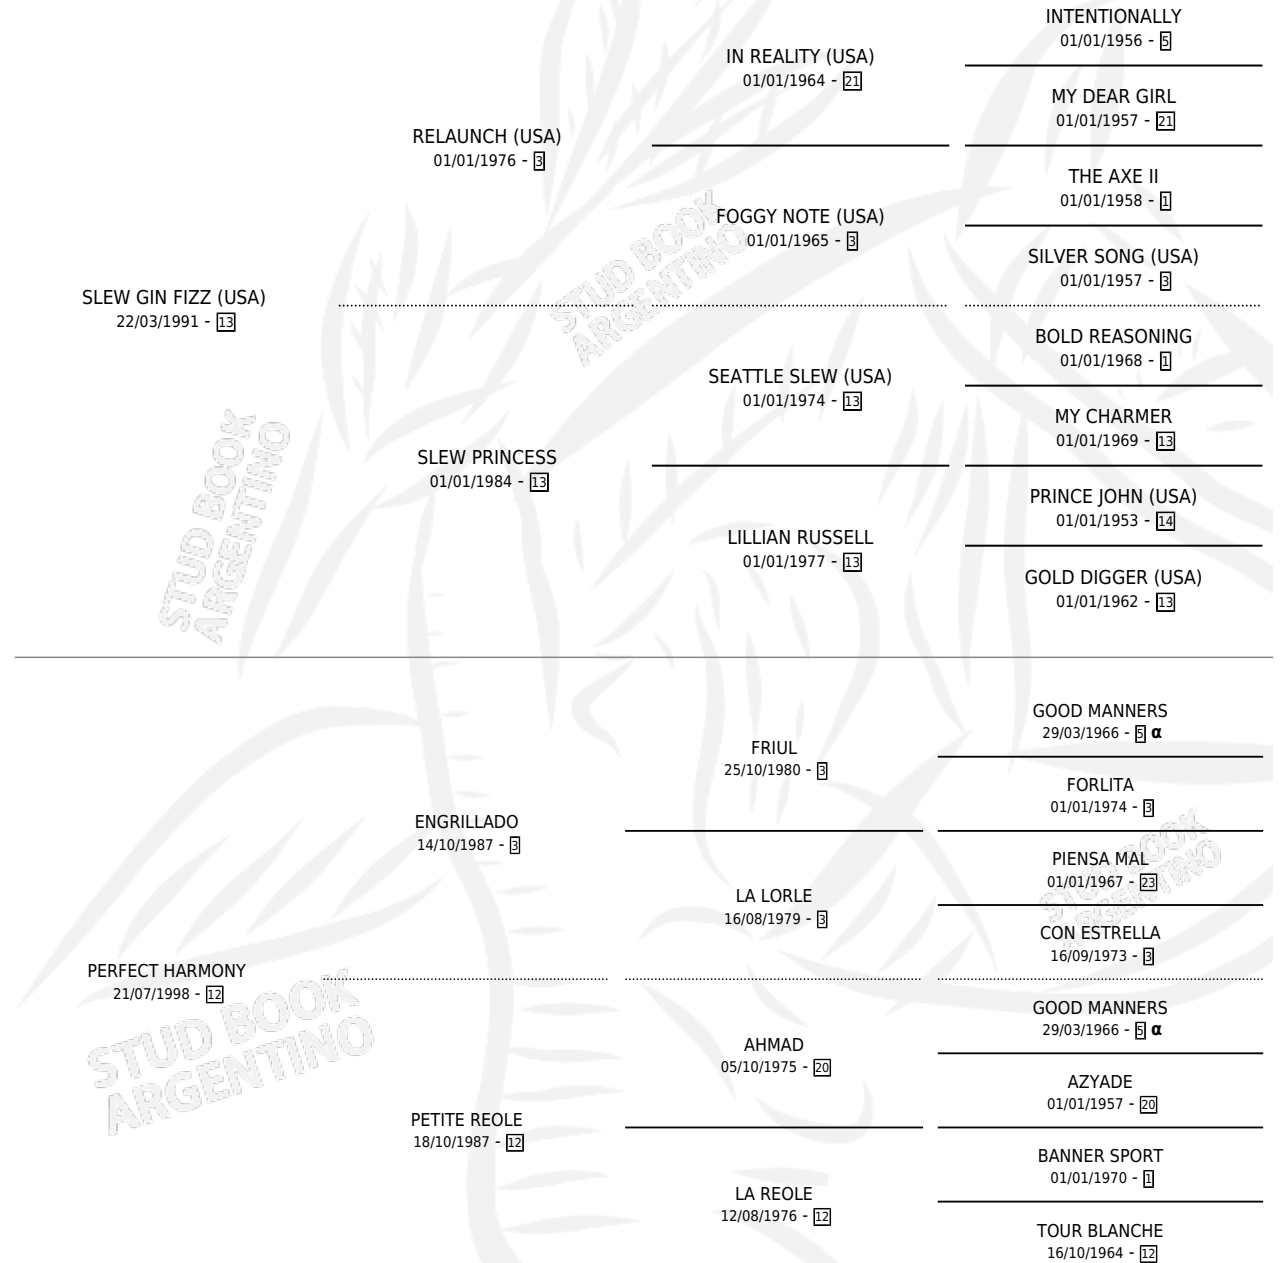 INTENTIONALLY
01/01/1956 - 5
IN REALITY (USA)
01/01/1964 - 21
MY DEAR GIRL
01/01/1957 - 21
RELAUNCH (USA)
01/01/1976 - 3
THE AXE II
01/01/1958 - 1
FOGGY NOTE (USA)
01/01/1965 - 3
SILVER SONG (USA)
01/01/1957 - 3
STUD BOOK
ARGENTINO
SLEW GIN FIZZ (USA)
22/03/1991 - 13
BOLD REASONING
01/01/1968 - 1
SEATTLE SLEW (USA)
01/01/1974 - 13
MY CHARMER
01/01/1969 - 13
SLEW PRINCESS
01/01/1984 - 13
STUD BOOK
ARGENTINO
PRINCE JOHN (USA)
01/01/1953 - 14
LILLIAN RUSSELL
01/01/1977 - 13
GOLD DIGGER (USA)
01/01/1962 - 13
GOOD MANNERS
29/03/1966 - 5 α
FRIUL
25/10/1980 - 3
FORLITA
01/01/1974 - 3
ENGRILLADO
14/10/1987 - 3
PIENSA MAL
01/01/1967 - 23
STUD BOOK
ARGENTINO
LA LORLE
16/08/1979 - 3
CON ESTRELLA
16/09/1973 - 3
PERFECT HARMONY
21/07/1998 - 12
STUD BOOK
ARGENTINO
GOOD MANNERS
29/03/1966 - 5 α
AHMAD
05/10/1975 - 20
AZYADE
01/01/1957 - 20
PETITE REOLE
18/10/1987 - 12
BANNER SPORT
01/01/1970 - 1
LA REOLE
12/08/1976 - 12
TOUR BLANCHE
16/10/1964 - 12